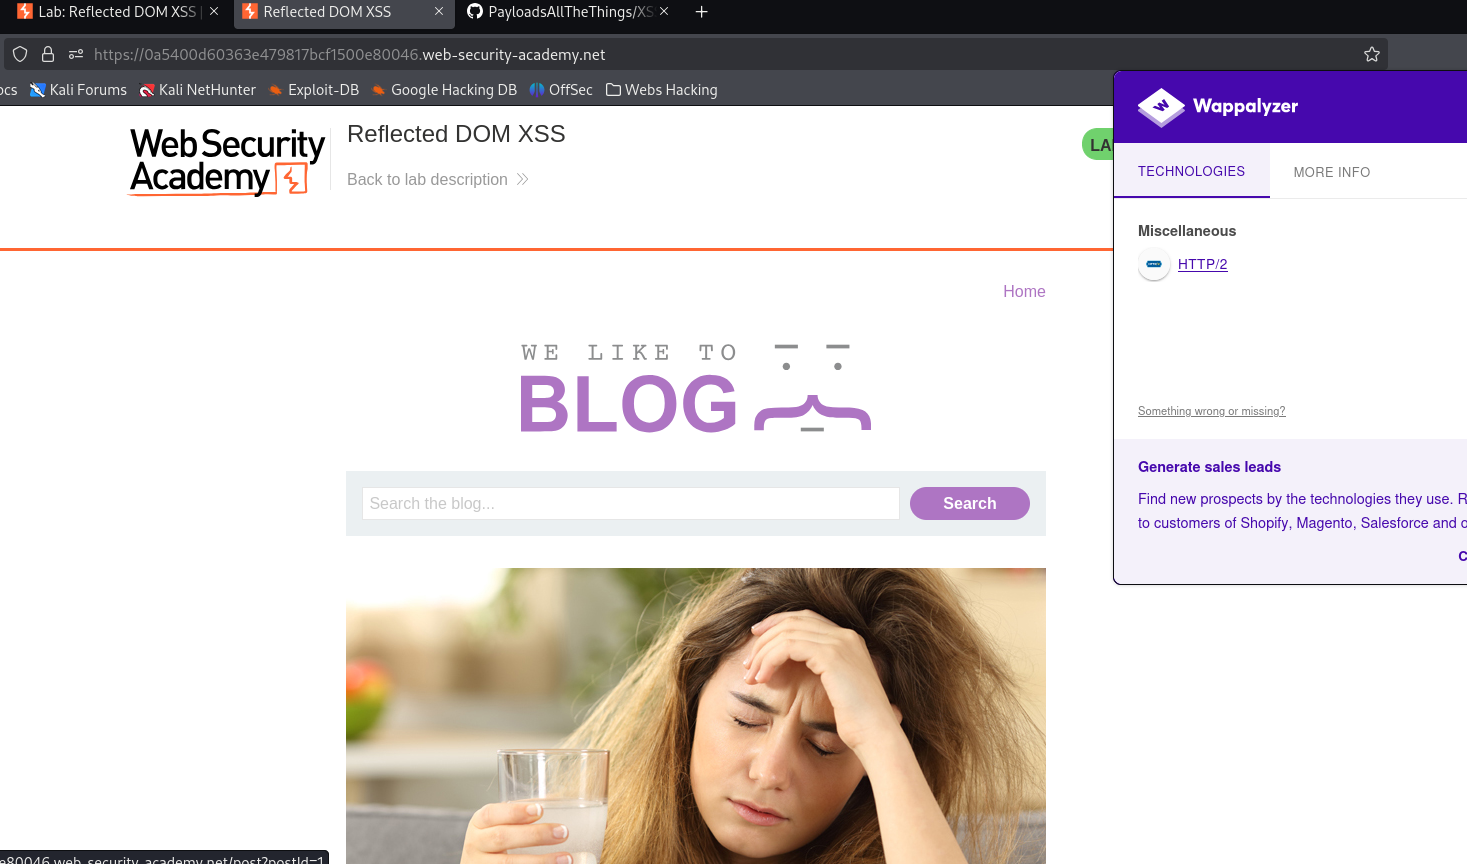 Lab: Reflected DOM XSS
Reflected DOM XSS
PayloadsAllTheThings/XS
https://0a5400d60363e479817bcf1500e80046.web-security-academy.net
ocs
Kali Forums
Kali NetHunter
Exploit-DB
Google Hacking DB
OffSec
Webs Hacking
Wappalyzer
WebSecurity
Academy
Reflected DOM XSS
LA
Back to lab description
TECHNOLOGIES
MORE INFO
Miscellaneous
HTTP/2
Home
WE LIKE TO
BLOG
Something wrong or missing?
Search the blog...
Search
Generate sales leads
Find new prospects by the technologies they use. R
to customers of Shopify, Magento, Salesforce and o
C
e80046.web-security-academy.net/post?postId=1